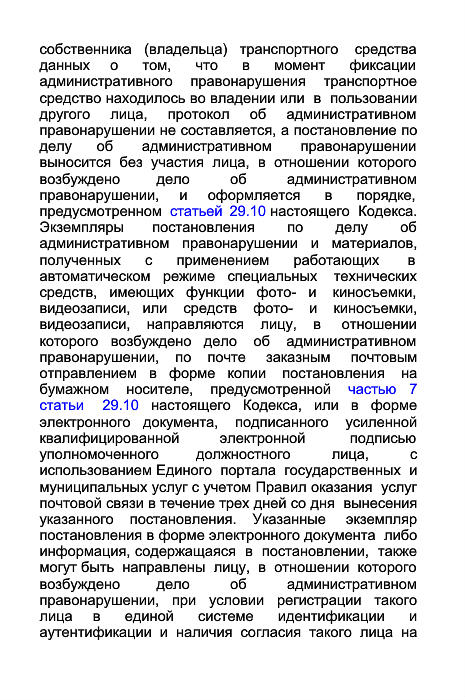 собственника (владельца) транспортного средства
данных о том, что в момент фиксации
административного правонарушения транспортное
средство находилось во владении или в пользовании
другого лица, протокол об административном
правонарушении не составляется, а постановление по
делу об административном правонарушении
выносится без участия лица, в отношении которого
возбуждено дело об административном
правонарушении, и оформляется в порядке,
предусмотренном статьей 29.10 настоящего Кодекса.
Экземпляры постановления по делу об
административном правонарушении и материалов,
полученных с применением работающих в
автоматическом режиме специальных технических
средств, имеющих функции фото- и киносъемки,
видеозаписи, или средств фото- и киносъемки,
видеозаписи, направляются лицу, в отношении
которого возбуждено дело об административном
правонарушении, по почте заказным почтовым
отправлением в форме копии постановления на
бумажном носителе, предусмотренной частью 7
статьи 29.10 настоящего Кодекса, или в форме
электронного документа, подписанного усиленной
квалифицированной электронной подписью
уполномоченного должностного лица, с
использованием Единого портала государственных и
муниципальных услуг с учетом Правил оказания услуг
почтовой связи в течение трех дней со дня вынесения
указанного постановления. Указанные экземпляр
постановления в форме электронного документа либо
информация, содержащаяся в постановлении, также
могут быть направлены лицу, в отношении которого
возбуждено дело об административном
правонарушении, при условии регистрации такого
лица в единой системе идентификации и
аутентификации и наличия согласия такого лица на